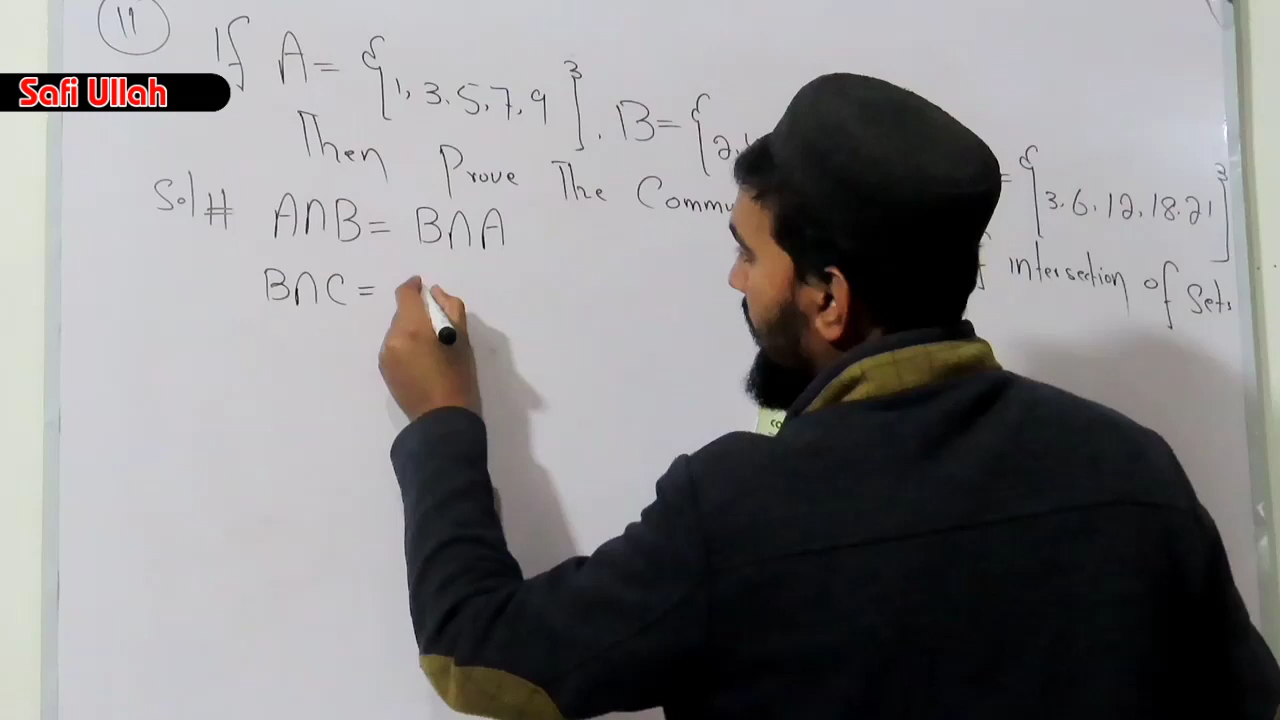 11
Safi Ullah
If A = {1, 3, 5, 7, 9}, B = {2, = {3, 6, 12, 18, 21}
Then Prove The Commu intersection of Sets
Sol# A∩B = B∩A
B∩C =